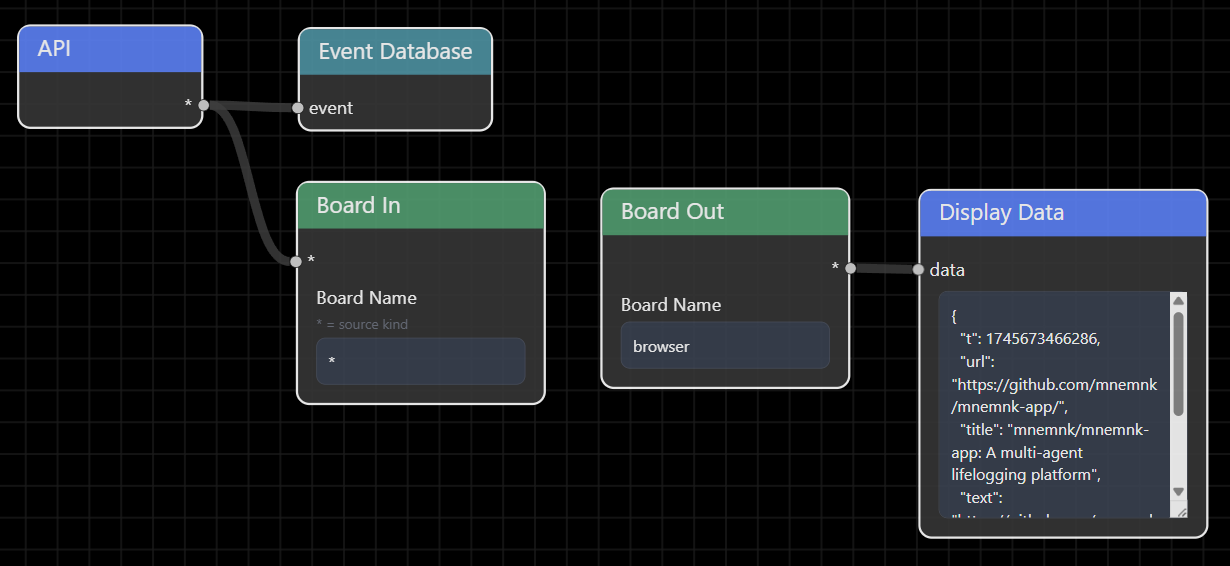 API
*
Event Database
event
Board In
*
Board Name
* = source kind
*
Board Out
*
Board Name
browser
Display Data
data
{
"t": 1745673466286,
"url":
"https://github.com/mnemnk
/mnemnk-app/",
"title": "mnemnk/mnemnk-
app: A multi-agent
lifelogging platform",
"text":